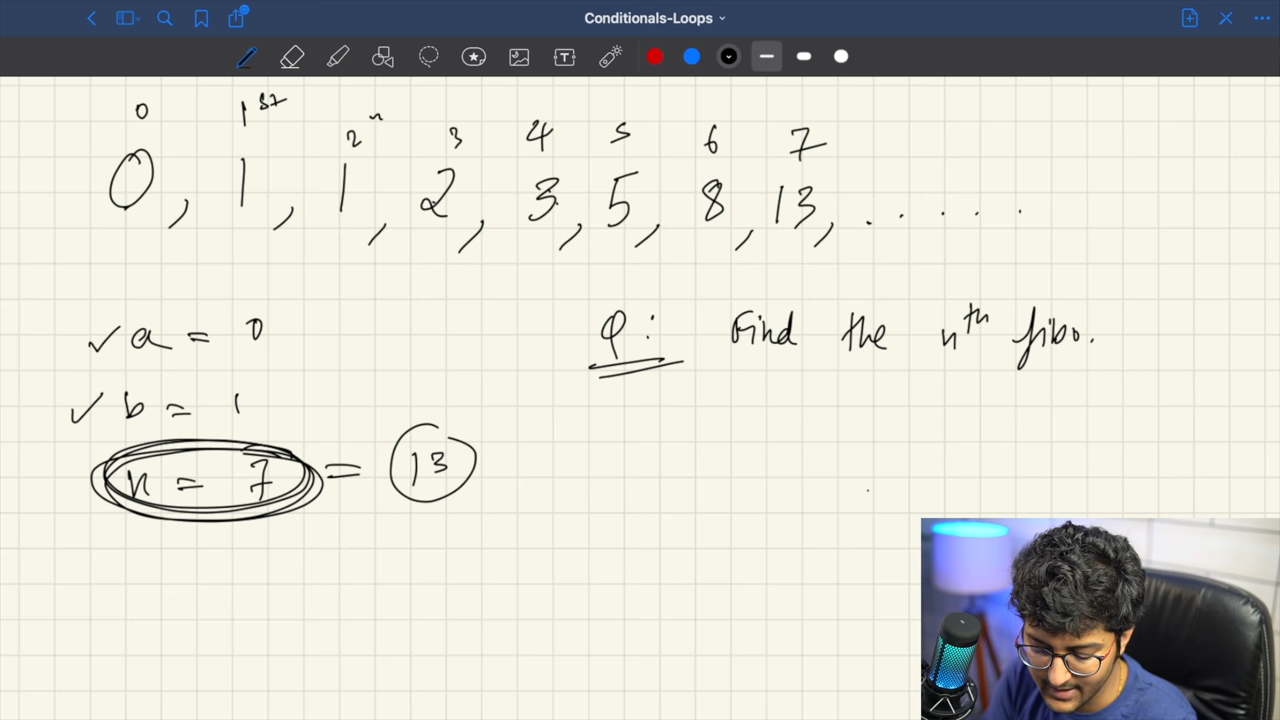 Conditionals-Loops
T
0 1st 2n 3 4 5 6 7
0, 1, 1, 2, 3, 5, 8, 13, . . . . .
✓ a = 0
Q: Find the nth fibo.
✓ b = 1
n = 7 = 13